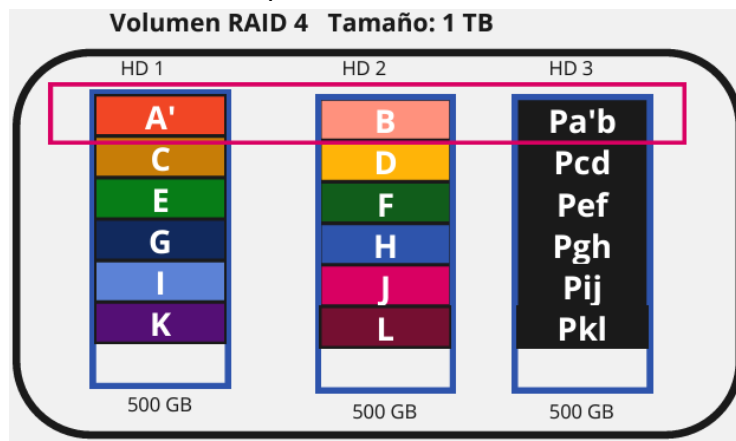 Volumen RAID 4   Tamaño: 1 TB
HD 1 HD 2 HD 3
A' B Pa'b
C D Pcd
E F Pef
G H Pgh
I J Pij
K L Pkl
500 GB 500 GB 500 GB